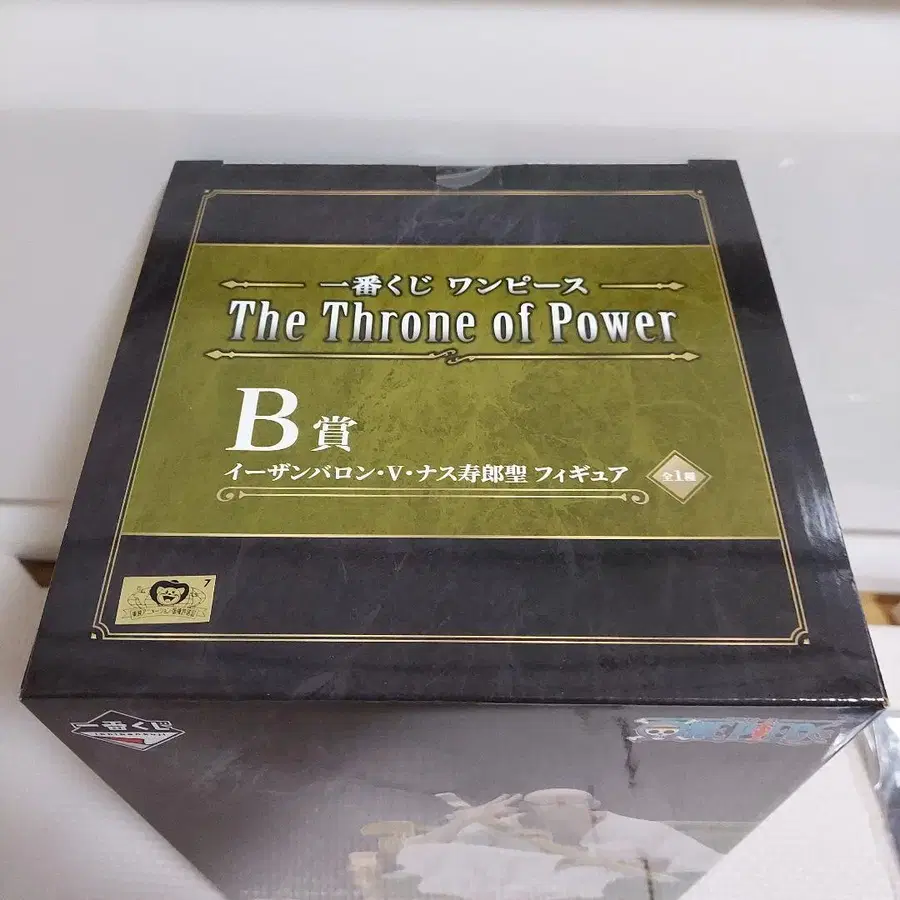 一番くじ ワンピース
The Throne of Power
B賞
イーザンバロン・V・ナス寿郎聖 フィギュア
全1種
7
一番くじ
ONE PIECE